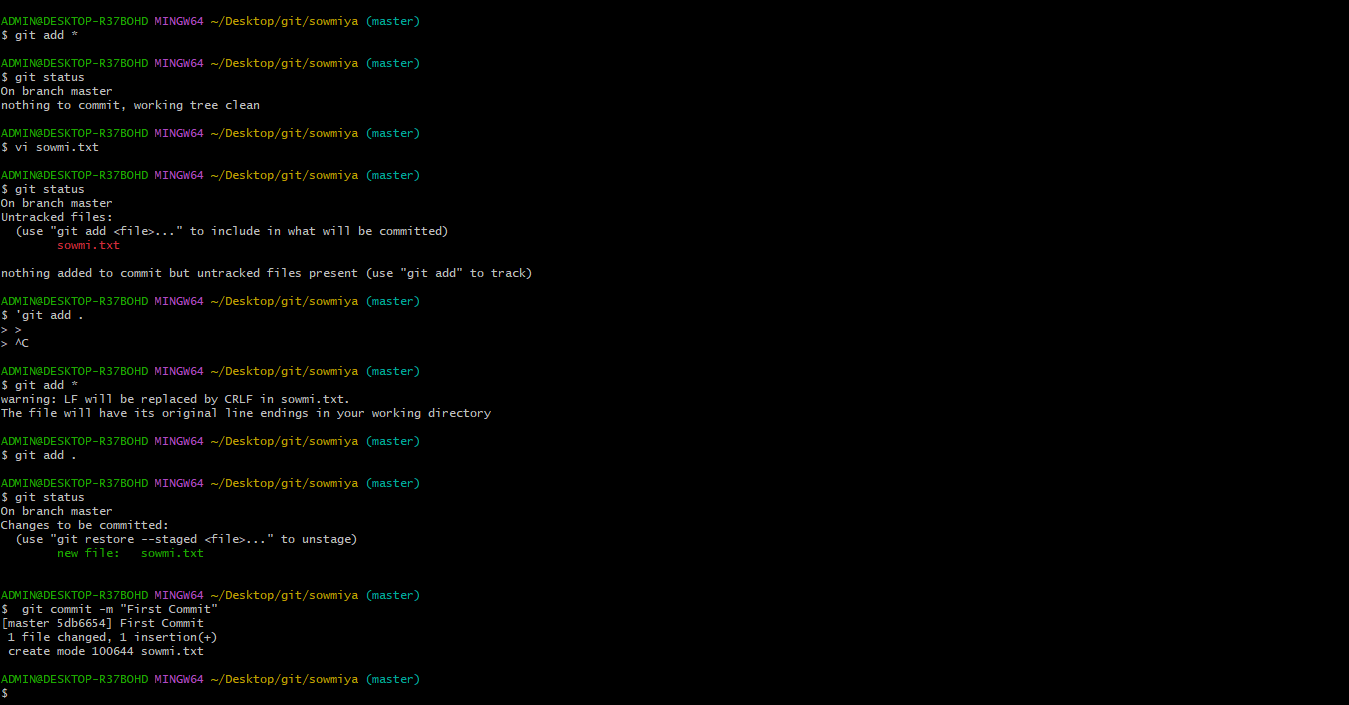 ADMIN@DESKTOP-R37BOHD MINGW64 ~/Desktop/git/sowmiya (master)
$ git add *
ADMIN@DESKTOP-R37BOHD MINGW64 ~/Desktop/git/sowmiya (master)
$ git status
On branch master
nothing to commit, working tree clean
ADMIN@DESKTOP-R37BOHD MINGW64 ~/Desktop/git/sowmiya (master)
$ vi sowmi.txt
ADMIN@DESKTOP-R37BOHD MINGW64 ~/Desktop/git/sowmiya (master)
$ git status
On branch master
Untracked files:
  (use "git add <file>..." to include in what will be committed)
        sowmi.txt
nothing added to commit but untracked files present (use "git add" to track)
ADMIN@DESKTOP-R37BOHD MINGW64 ~/Desktop/git/sowmiya (master)
$ 'git add .
> >
> ^C
ADMIN@DESKTOP-R37BOHD MINGW64 ~/Desktop/git/sowmiya (master)
$ git add *
warning: LF will be replaced by CRLF in sowmi.txt.
The file will have its original line endings in your working directory
ADMIN@DESKTOP-R37BOHD MINGW64 ~/Desktop/git/sowmiya (master)
$ git add .
ADMIN@DESKTOP-R37BOHD MINGW64 ~/Desktop/git/sowmiya (master)
$ git status
On branch master
Changes to be committed:
  (use "git restore --staged <file>..." to unstage)
        new file:   sowmi.txt
ADMIN@DESKTOP-R37BOHD MINGW64 ~/Desktop/git/sowmiya (master)
$  git commit -m "First Commit"
[master 5db6654] First Commit
 1 file changed, 1 insertion(+)
 create mode 100644 sowmi.txt
ADMIN@DESKTOP-R37BOHD MINGW64 ~/Desktop/git/sowmiya (master)
$